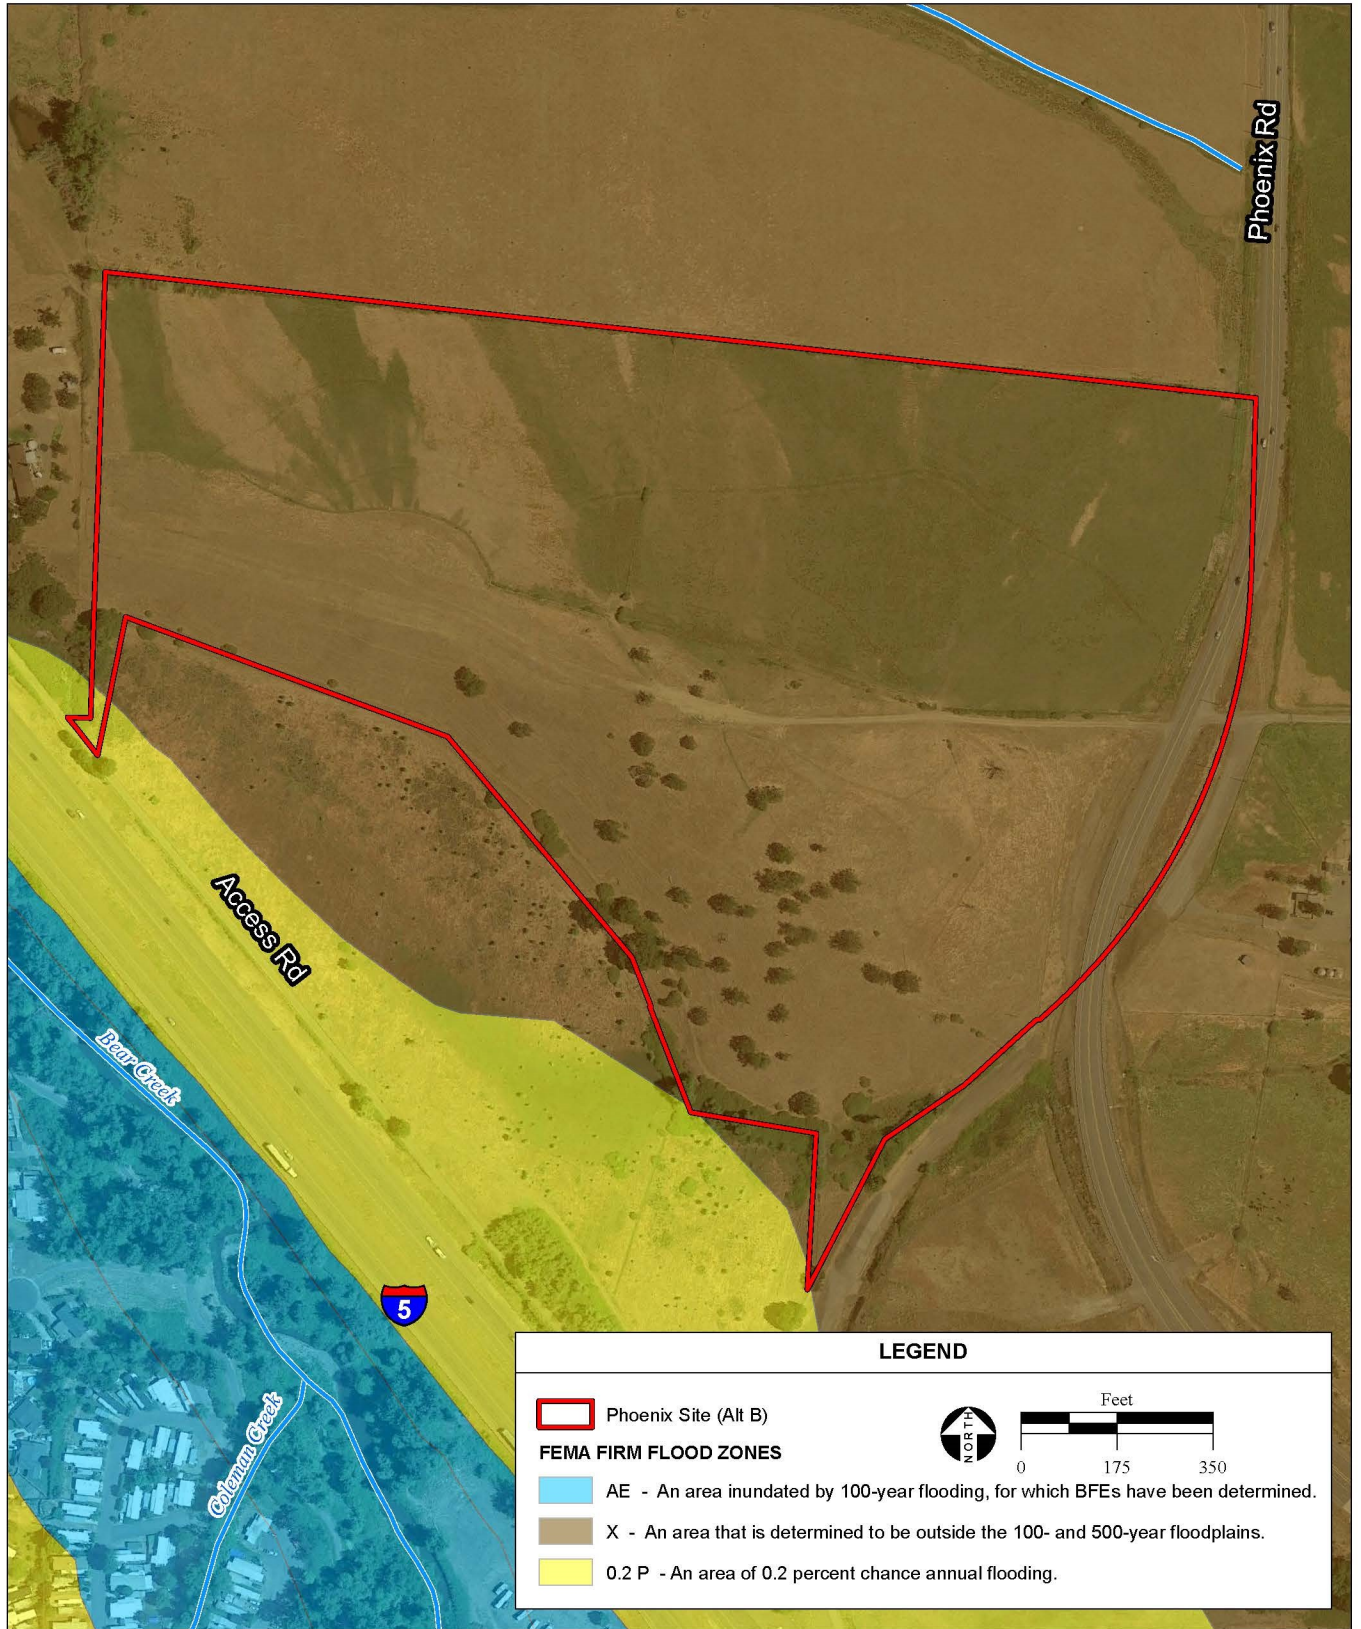 Phoenix Rd
Access Rd
Bear Creek
5
Coleman Creek
LEGEND
Phoenix Site (Alt B)
NORTH
Feet
0 175 350
FEMA FIRM FLOOD ZONES
AE - An area inundated by 100-year flooding, for which BFEs have been determined.
X - An area that is determined to be outside the 100- and 500-year floodplains.
0.2 P - An area of 0.2 percent chance annual flooding.